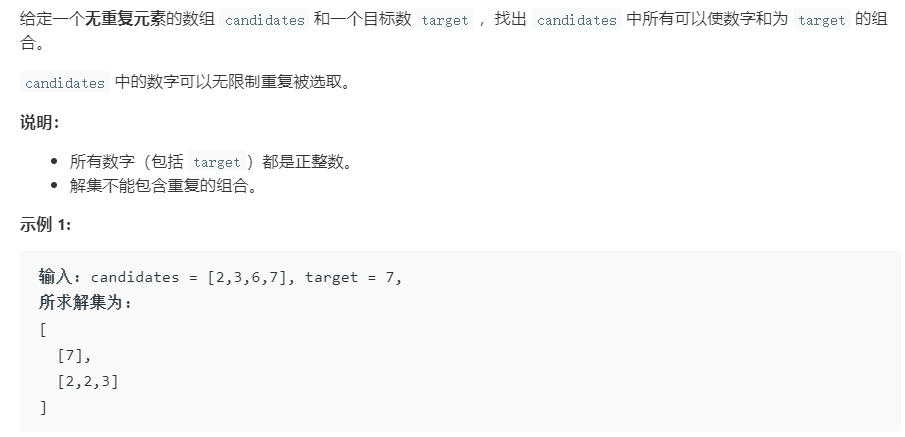 给定一个无重复元素的数组 candidates 和一个目标数 target ，找出 candidates 中所有可以使数字和为 target 的组
合。
candidates 中的数字可以无限制重复被选取。
说明：
所有数字（包括 target）都是正整数。
解集不能包含重复的组合。
示例 1:
输入: candidates = [2,3,6,7], target = 7,
所求解集为:
[
[7],
[2,2,3]
]